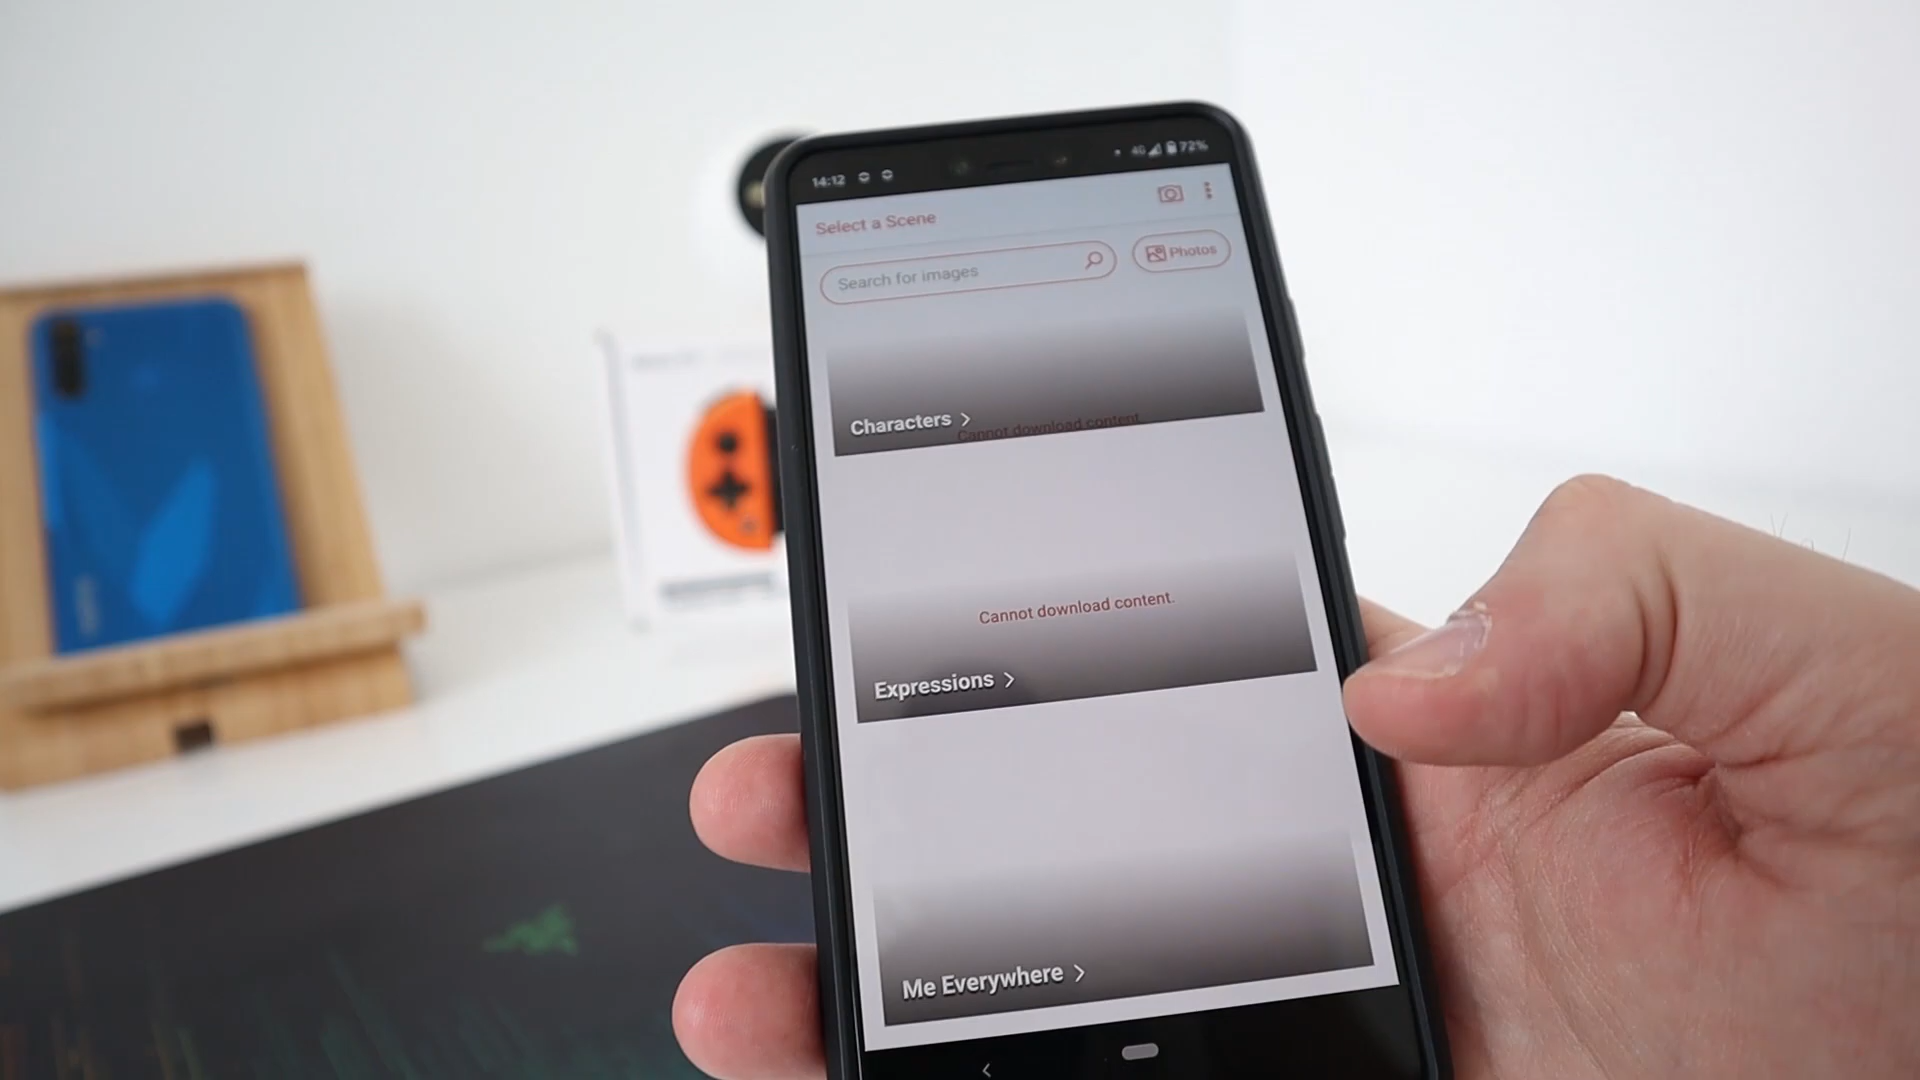 14:12
4G
72%
Select a Scene
Search for images
Photos
Characters >
Cannot download content.
Cannot download content.
Expressions >
Me Everywhere >